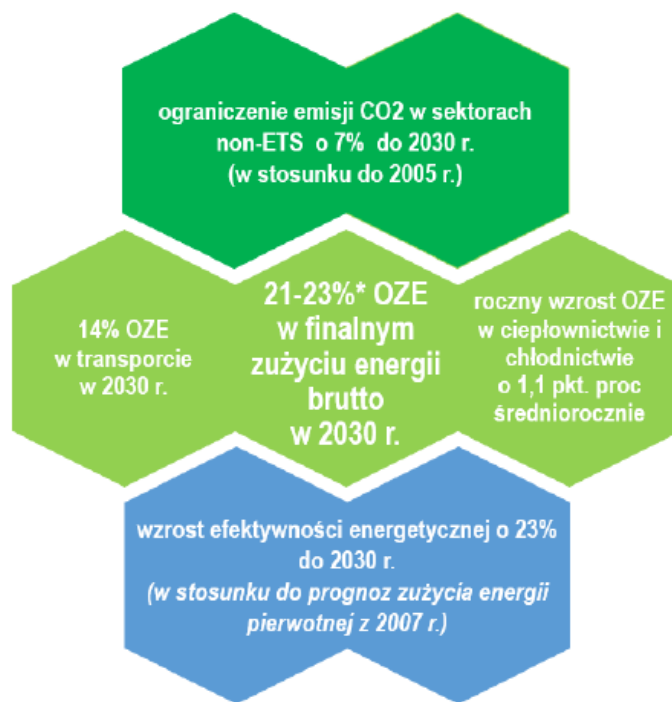 ograniczenie emisji CO2 w sektorach
non-ETS o 7% do 2030 r.
(w stosunku do 2005 r.)
14% OZE
w transporcie
w 2030 r.
21-23%* OZE
w finalnym
zużyciu energii
brutto
w 2030 r.
roczny wzrost OZE
w ciepłownictwie i
chłodnictwie
o 1,1 pkt. proc
średniorocznie
wzrost efektywności energetycznej o 23%
do 2030 r.
(w stosunku do prognoz zużycia energii
pierwotnej z 2007 r.)